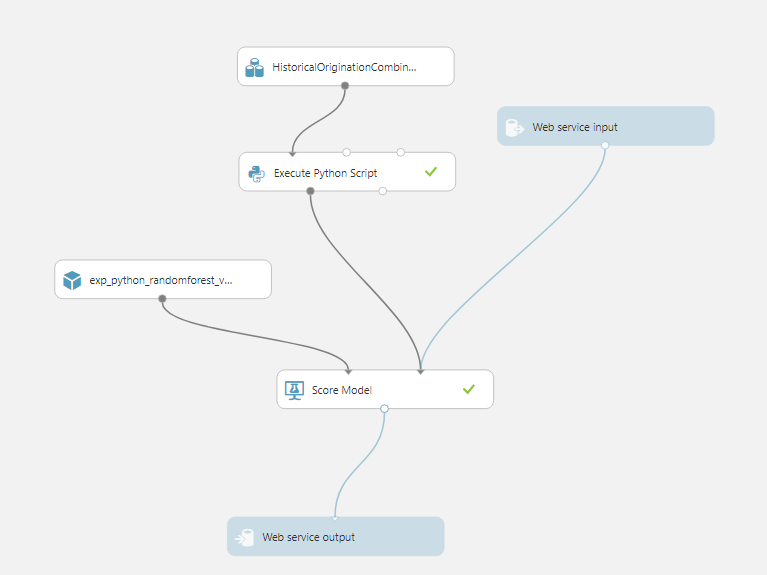 HistoricalOriginationCombin...
Web service input
Execute Python Script
exp_python_randomforest_v...
Score Model
Web service output